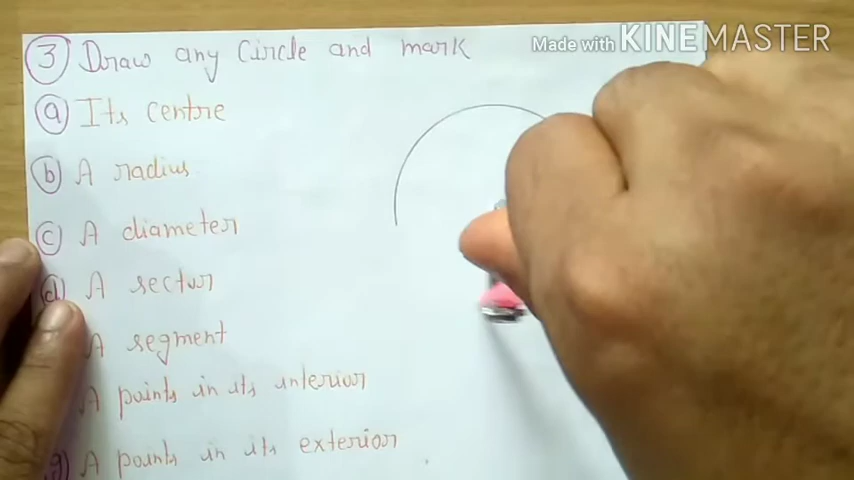 3 Draw any Circle and mark
Made with KINEMASTER
a Its centre
b A radius
c A diameter
d A sector
A segment
A points in its interior
g A points in its exterior